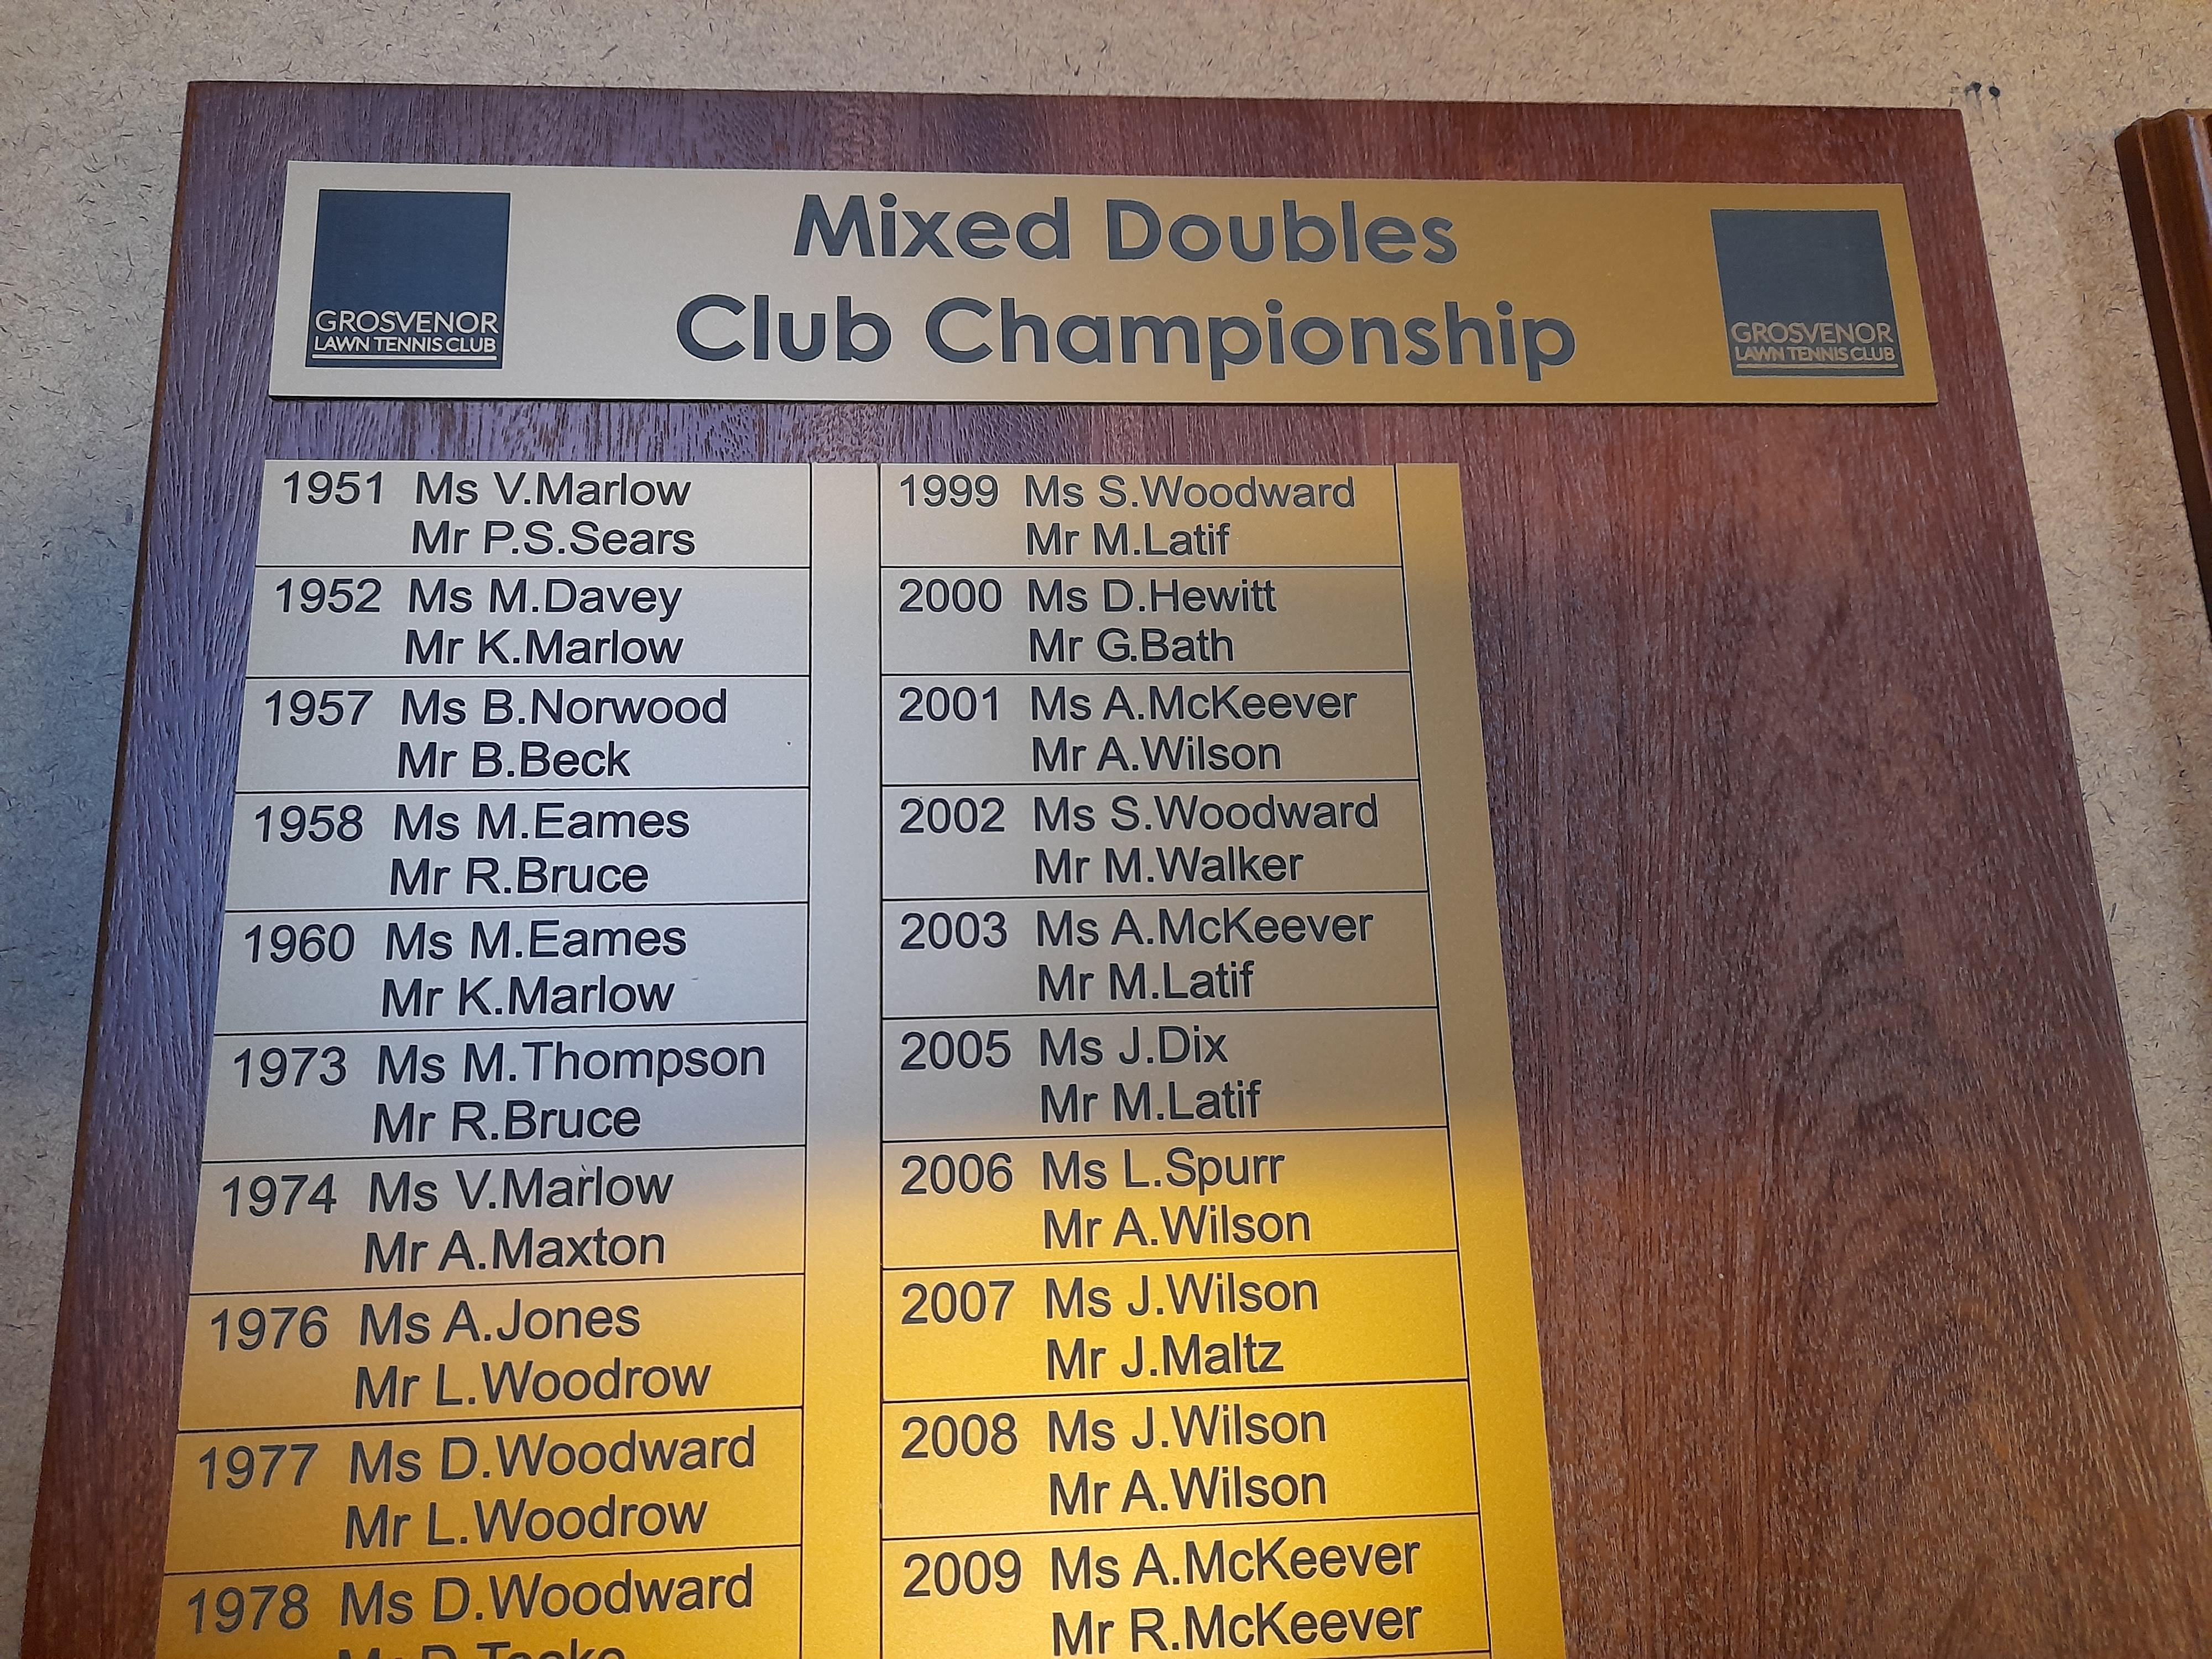 Mixed Doubles
Club Championship
GROSVENOR
LAWN TENNIS CLUB
GROSVENOR
LAWN TENNIS CLUB
1951 Ms V.Marlow
Mr P.S.Sears
1952 Ms M.Davey
Mr K.Marlow
1957 Ms B.Norwood
Mr B.Beck
1958 Ms M.Eames
Mr R.Bruce
1960 Ms M.Eames
Mr K.Marlow
1973 Ms M.Thompson
Mr R.Bruce
1974 Ms V.Marlow
Mr A.Maxton
1976 Ms A.Jones
Mr L.Woodrow
1977 Ms D.Woodward
Mr L.Woodrow
1978 Ms D.Woodward
1999 Ms S.Woodward
Mr M.Latif
2000 Ms D.Hewitt
Mr G.Bath
2001 Ms A.McKeever
Mr A.Wilson
2002 Ms S.Woodward
Mr M.Walker
2003 Ms A.McKeever
Mr M.Latif
2005 Ms J.Dix
Mr M.Latif
2006 Ms L.Spurr
Mr A.Wilson
2007 Ms J.Wilson
Mr J.Maltz
2008 Ms J.Wilson
Mr A.Wilson
2009 Ms A.McKeever
Mr R.McKeever